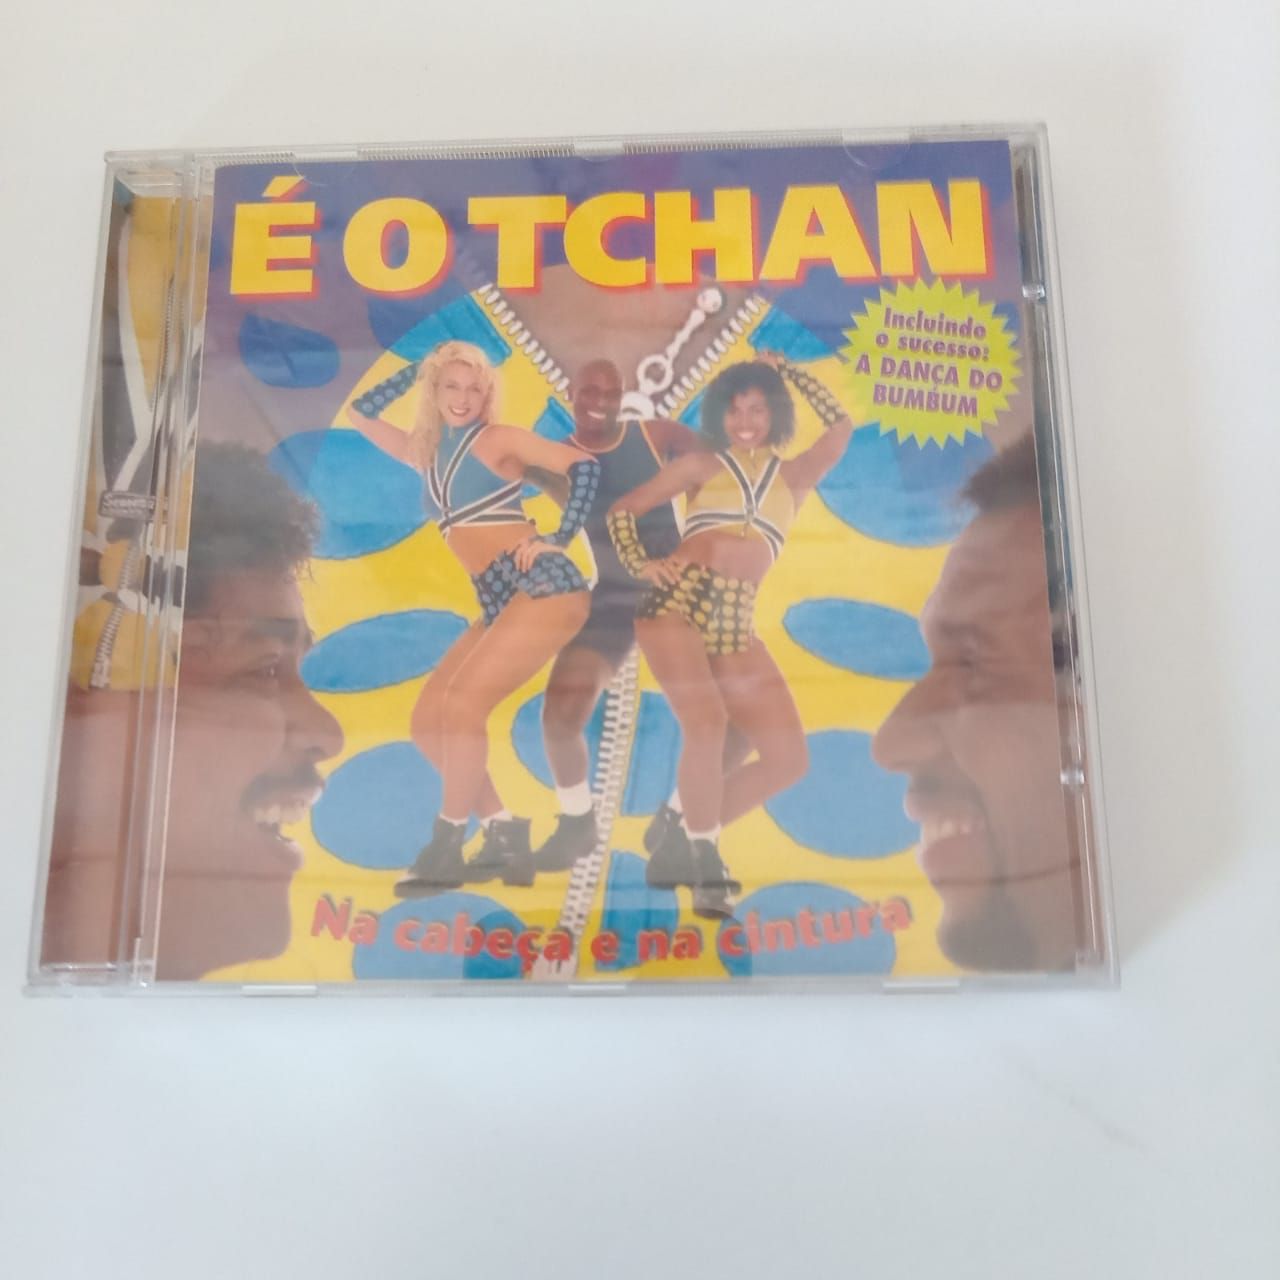 É O TCHAN
Incluindo
o sucesso:
A DANÇA DO
BUMBUM
Na cabeça e na cintura